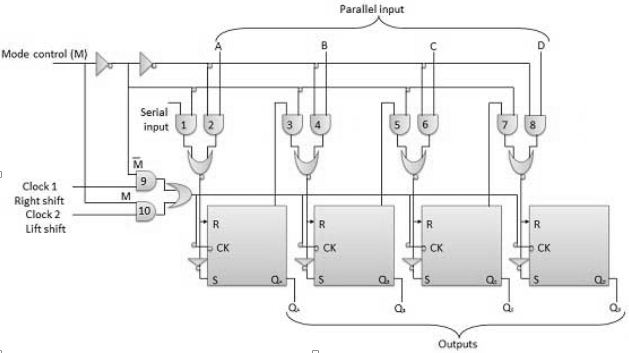 Parallel input
Mode control (M)
A
B
C
D
Serial
input
1
2
3
4
5
6
7
8
M̅
9
M
10
Clock 1
Right shift
Clock 2
Lift shift
R
R
R
R
CK
CK
CK
CK
S
S
S
S
Outputs